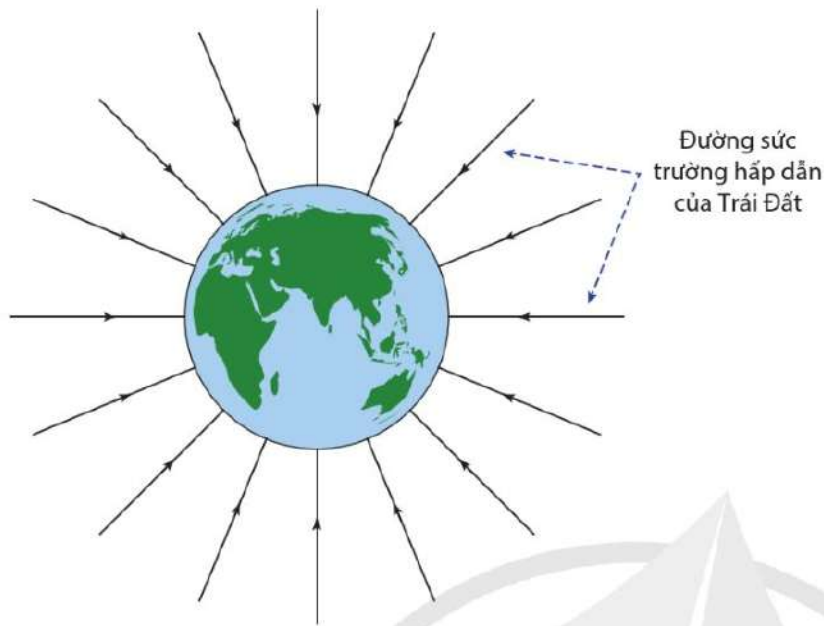 Đường sức
trường hấp dẫn
của Trái Đất